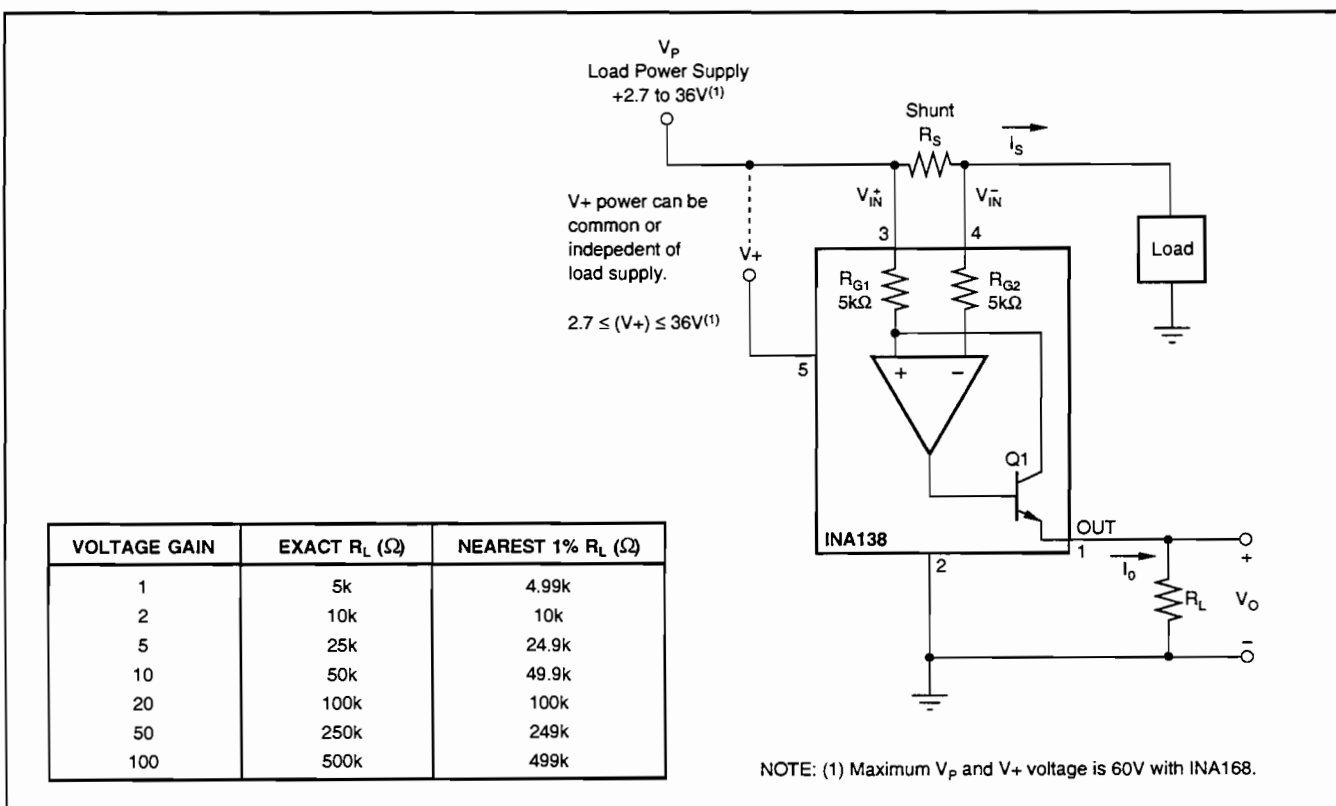 V_P
Load Power Supply
+2.7 to 36V(1)
Shunt
R_S
i_S
V+ power can be
common or
indepedent of
load supply.
2.7 ≤ (V+) ≤ 36V(1)
V+
V_IN^+
V_IN^-
3
4
Load
R_G1
5kΩ
R_G2
5kΩ
5
+
−
Q1
INA138
OUT
1
2
I_0
+
R_L
V_O
−
VOLTAGE GAIN EXACT R_L (Ω) NEAREST 1% R_L (Ω)
1 5k 4.99k
2 10k 10k
5 25k 24.9k
10 50k 49.9k
20 100k 100k
50 250k 249k
100 500k 499k
NOTE: (1) Maximum V_P and V+ voltage is 60V with INA168.